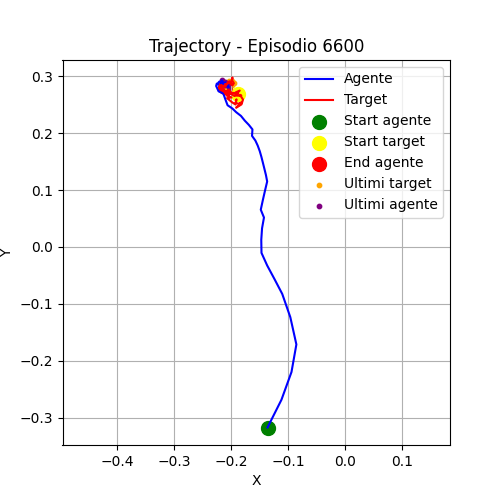 Trajectory - Episodio 6600
Agente
Target
Start agente
Start target
End agente
Ultimi target
Ultimi agente
0.3
0.2
0.1
0.0
−0.1
−0.2
−0.3
Y
−0.4
−0.3
−0.2
−0.1
0.0
0.1
X